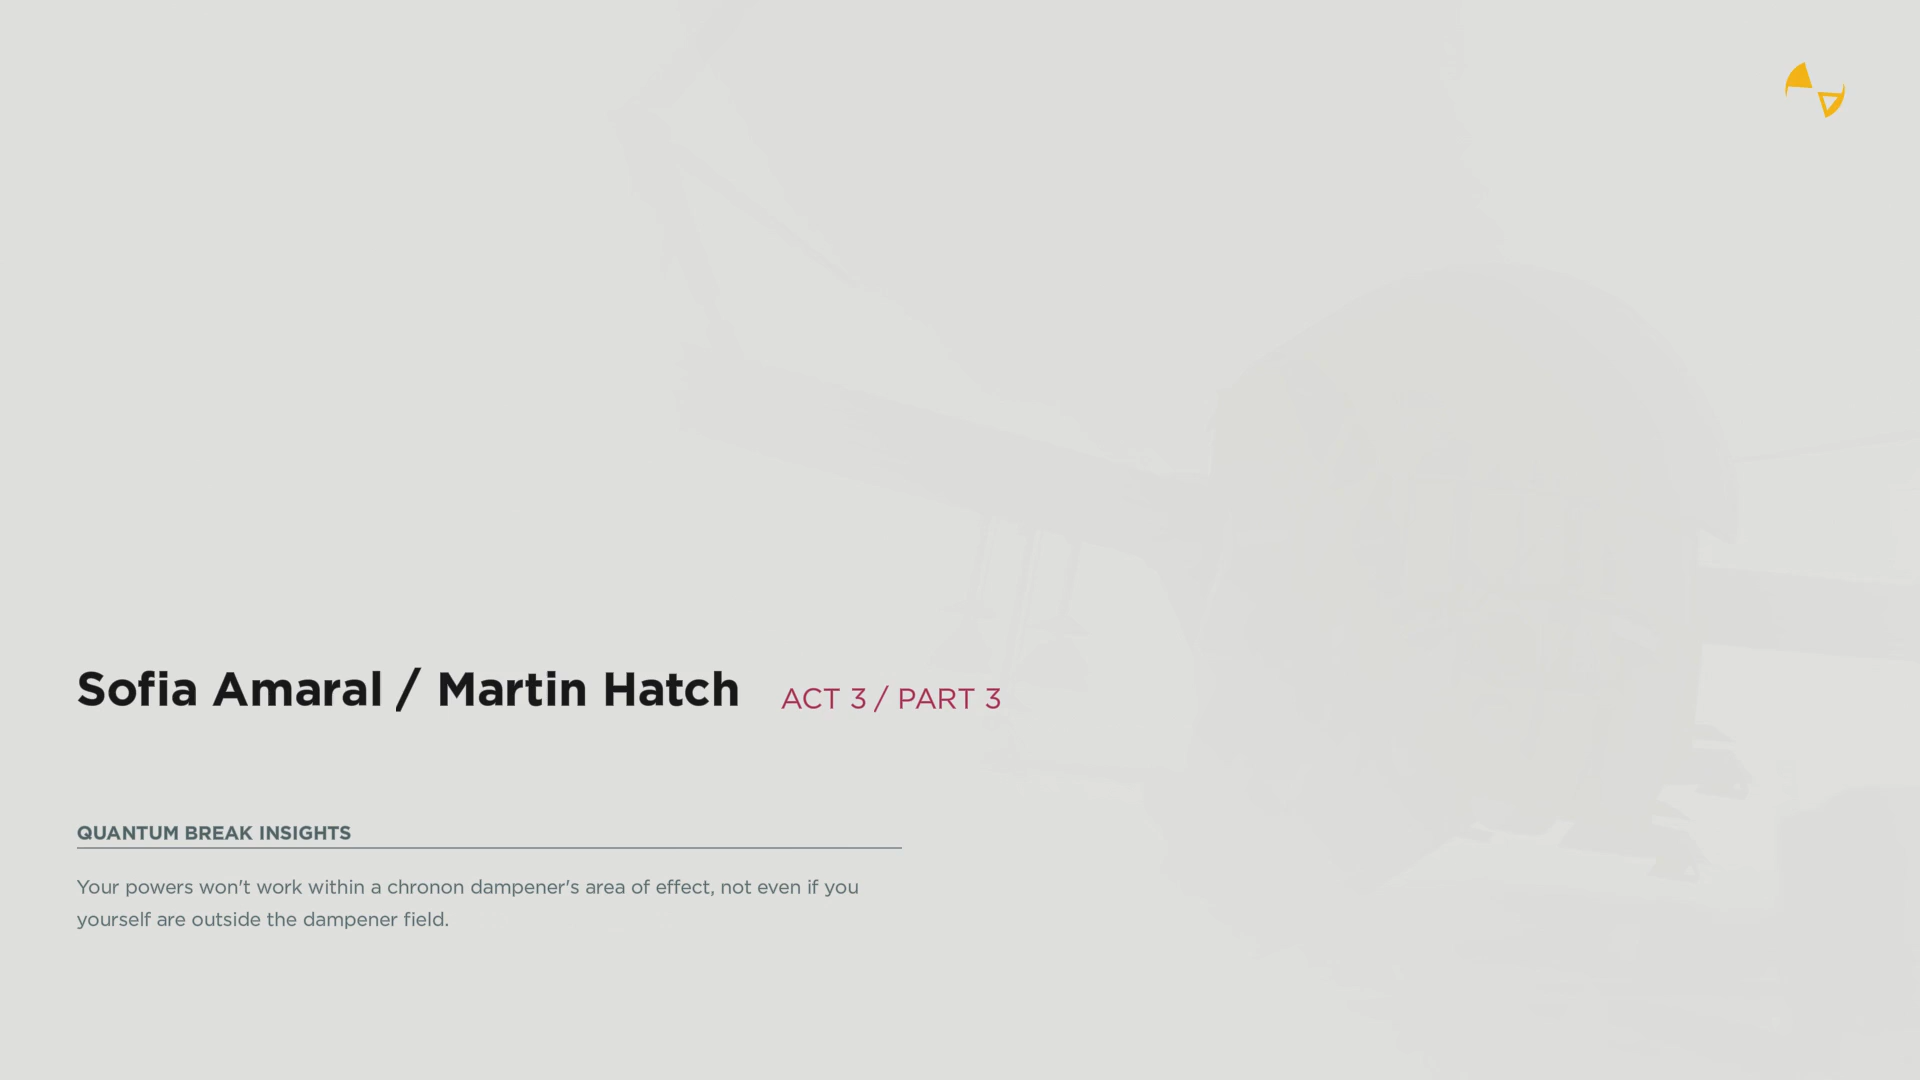 Sofia Amaral / Martin Hatch ACT 3 / PART 3
QUANTUM BREAK INSIGHTS
Your powers won't work within a chronon dampener's area of effect, not even if you
yourself are outside the dampener field.